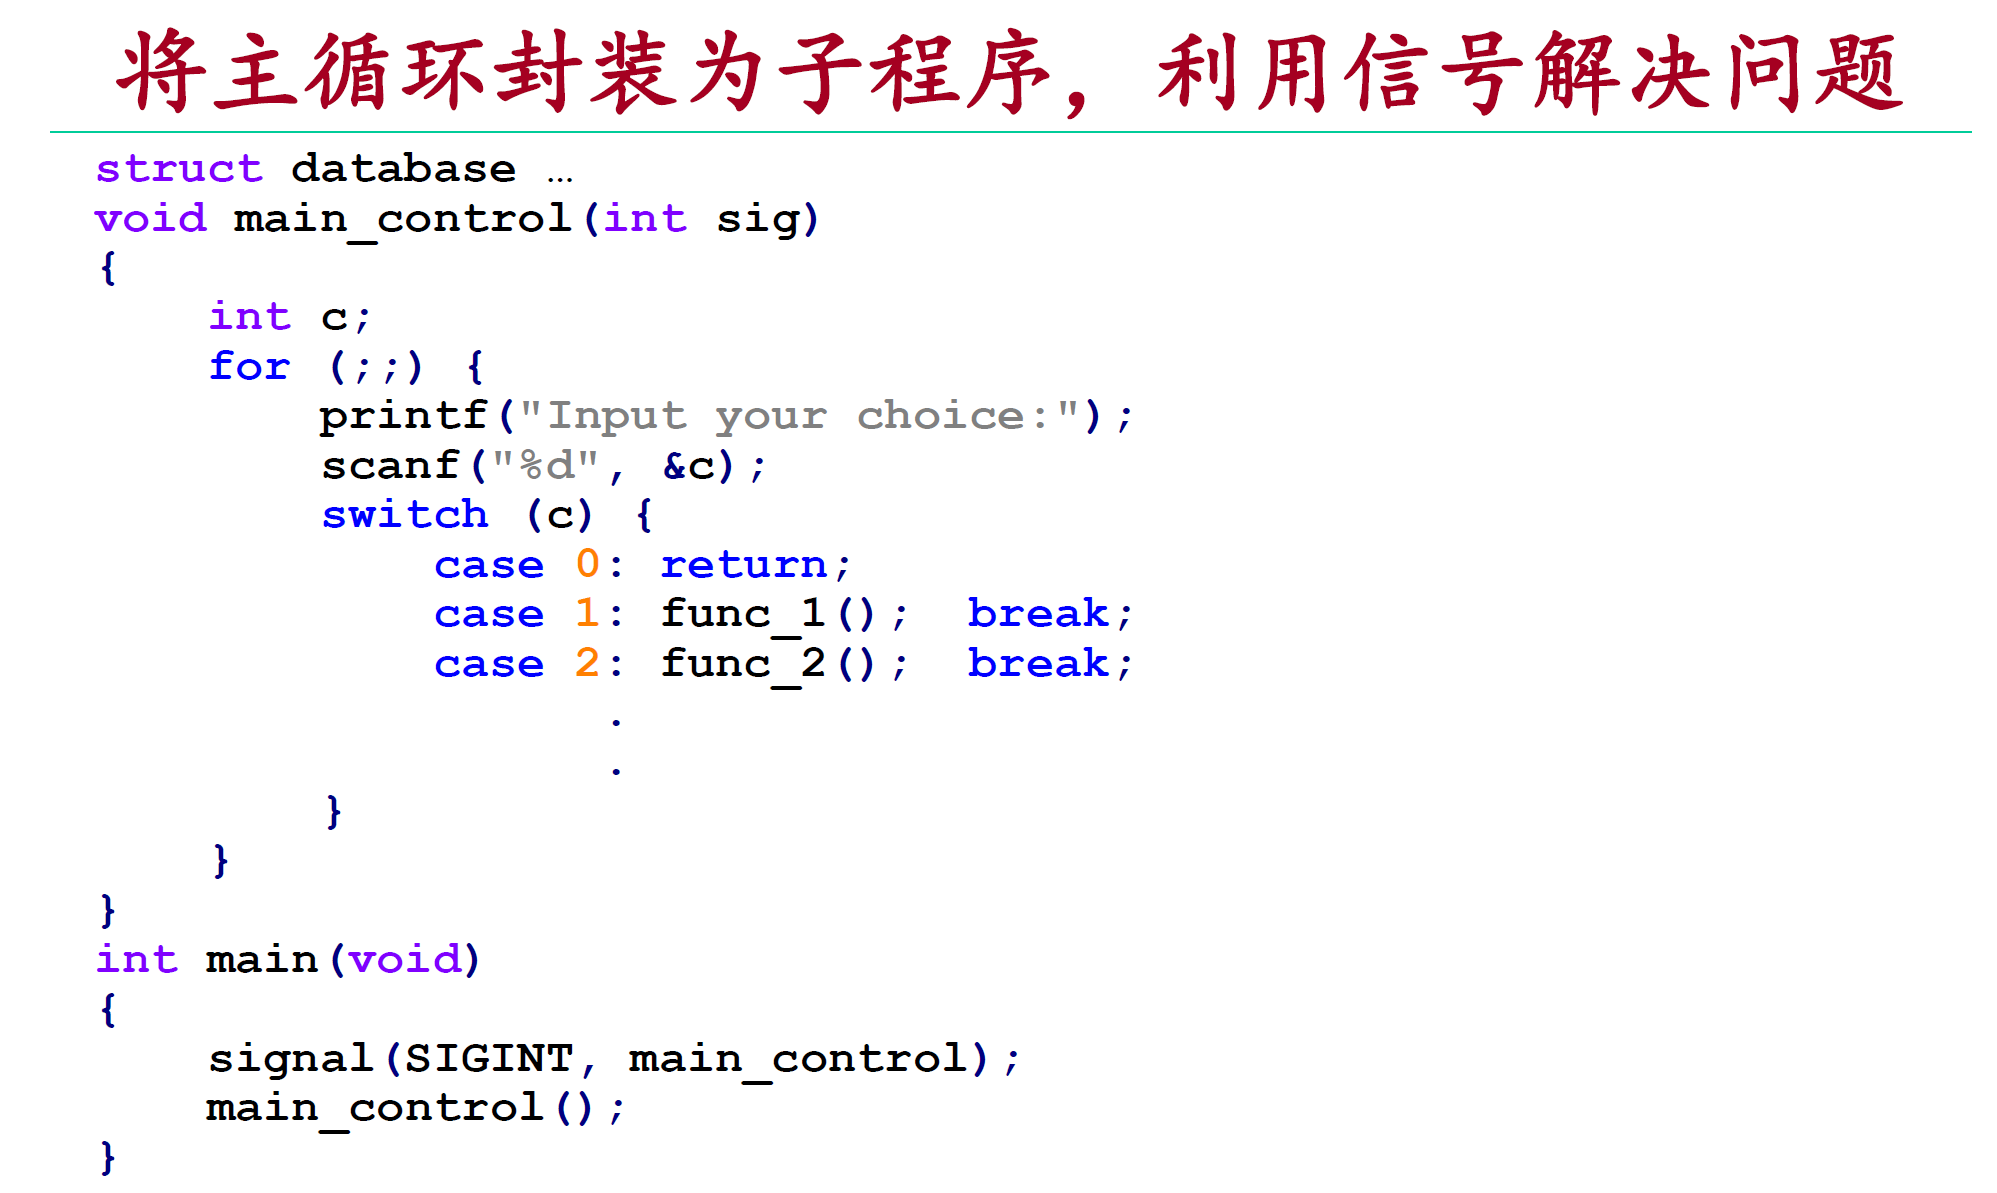 将主循环封装为子程序，利用信号解决问题
struct database …
void main_control(int sig)
{
    int c;
    for (;;) {
        printf("Input your choice:");
        scanf("%d", &c);
        switch (c) {
            case 0: return;
            case 1: func_1();  break;
            case 2: func_2();  break;
                  .
                  .
        }
    }
}
int main(void)
{
    signal(SIGINT, main_control);
    main_control();
}